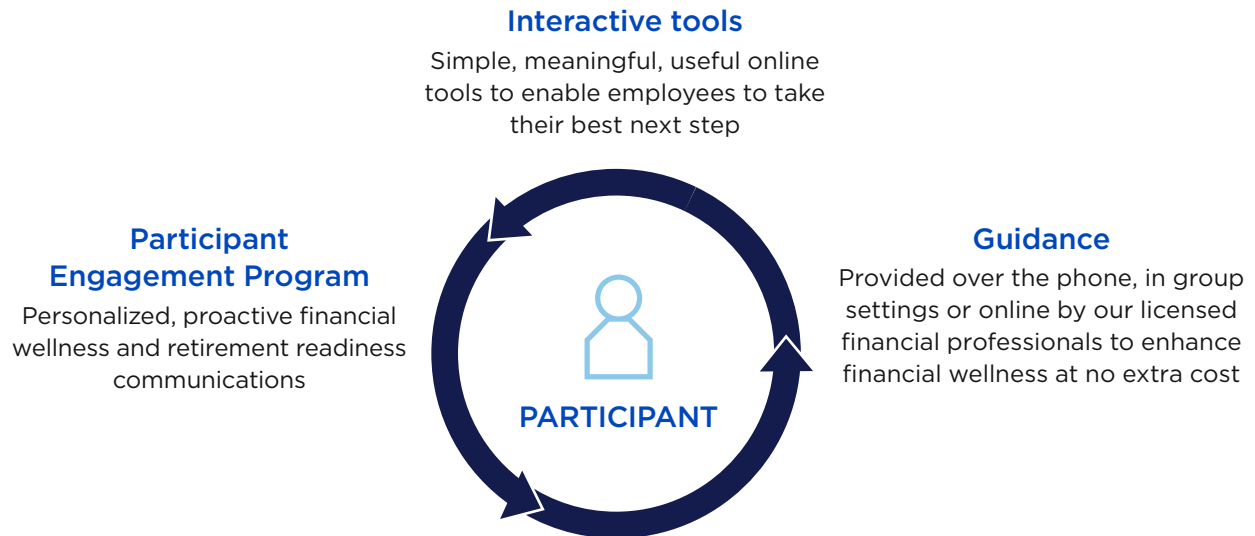 Interactive tools
Simple, meaningful, useful online
tools to enable employees to take
their best next step
Participant
Engagement Program
Personalized, proactive financial
wellness and retirement readiness
communications
PARTICIPANT
Guidance
Provided over the phone, in group
settings or online by our licensed
financial professionals to enhance
financial wellness at no extra cost